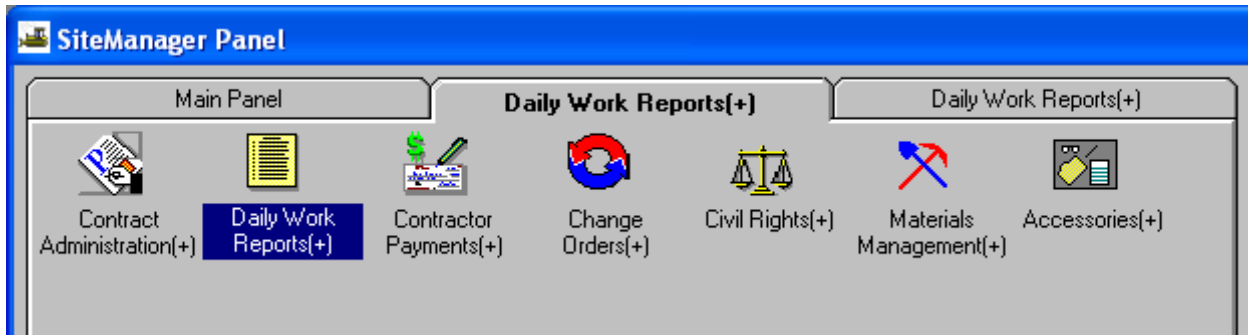 SiteManager Panel
Main Panel
Daily Work Reports(+)
Daily Work Reports(+)
Contract
Administration(+)
Daily Work
Reports(+)
Contractor
Payments(+)
Change
Orders(+)
Civil Rights(+)
Materials
Management(+)
Accessories(+)